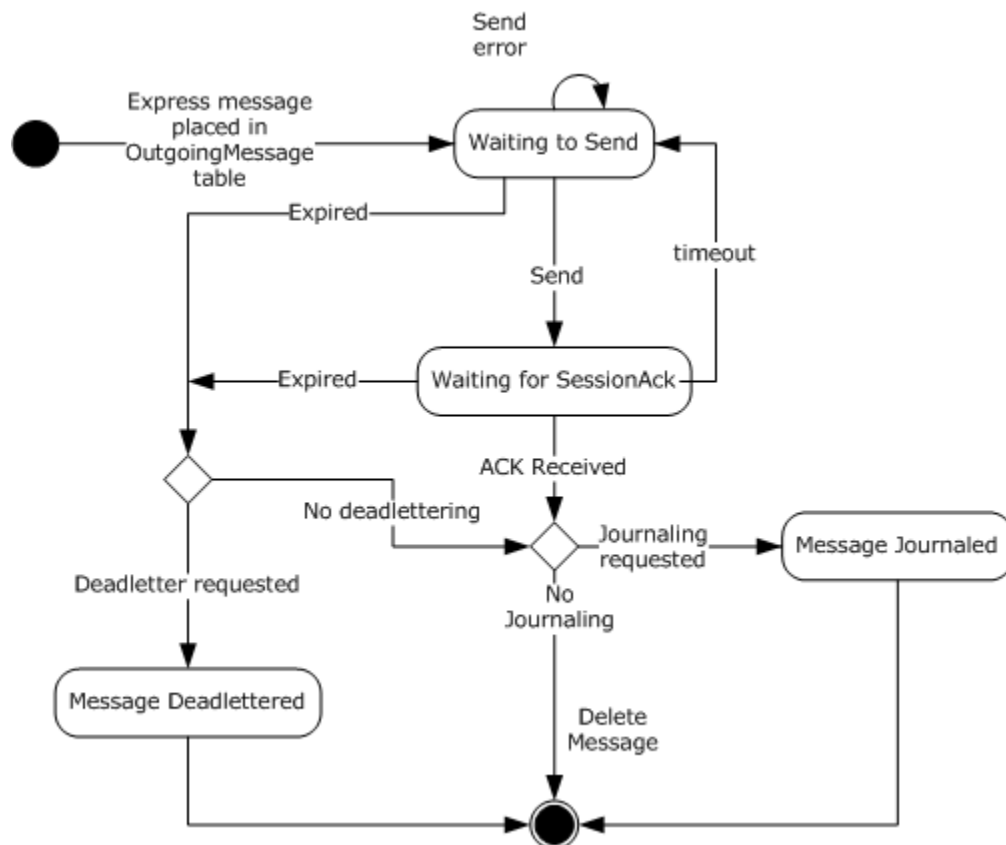 Send
error
Express message
placed in
OutgoingMessage
table
Waiting to Send
Expired
timeout
Send
Expired
Waiting for SessionAck
ACK Received
No deadlettering
Journaling
requested
Message Journaled
Deadletter requested
No
Journaling
Message Deadlettered
Delete
Message